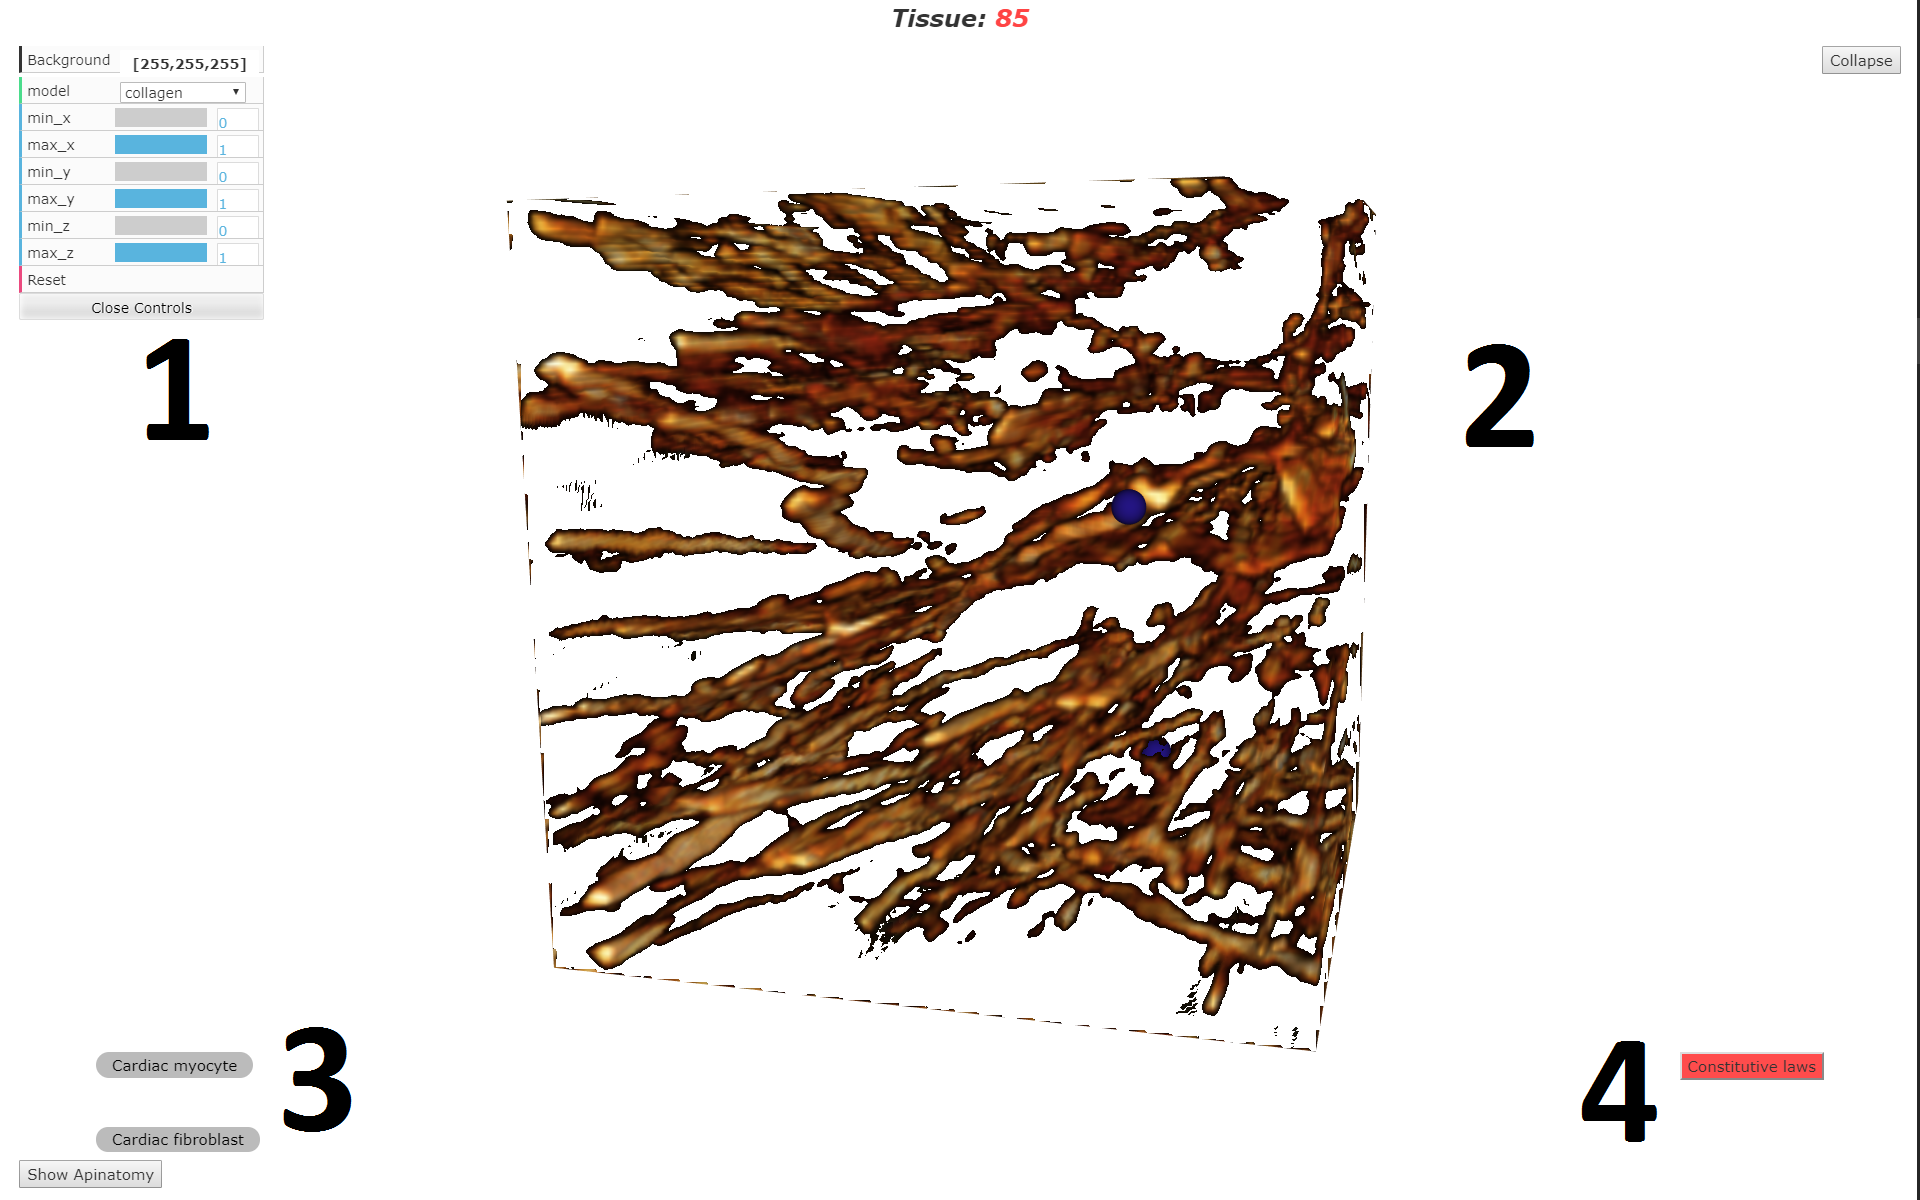 Tissue: 85
Background [255,255,255]
Collapse
model collagen
min_x 0
max_x 1
min_y 0
max_y 1
min_z 0
max_z 1
Reset
Close Controls
1
2
3
4
Cardiac myocyte
Constitutive laws
Cardiac fibroblast
Show Apinatomy